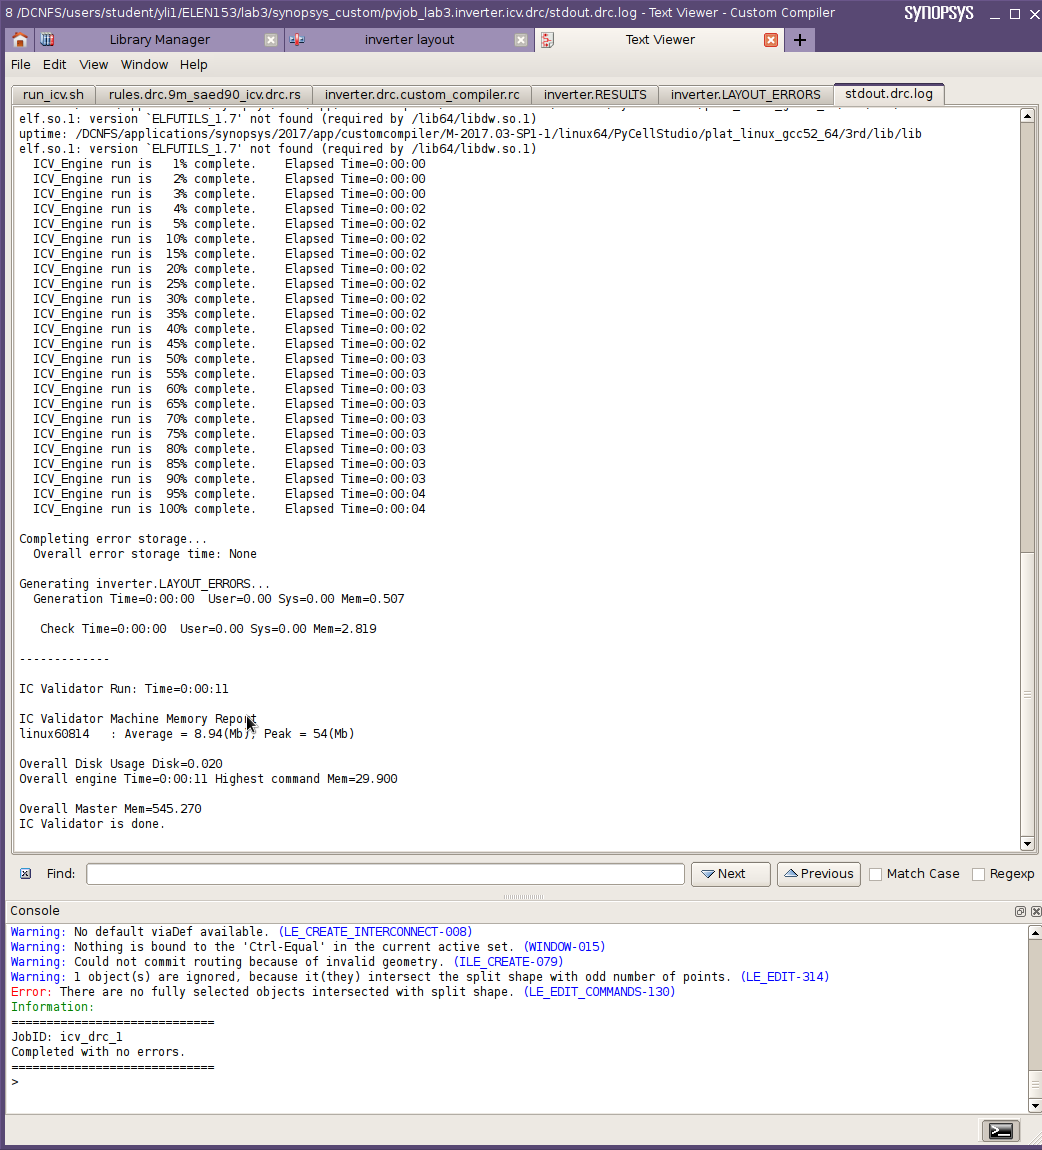 8 /DCNFS/users/student/yli1/ELEN153/lab3/synopsys_custom/pvjob_lab3.inverter.icv.drc/stdout.drc.log - Text Viewer - Custom Compiler SYNOPSYS
Library Manager inverter layout Text Viewer
File Edit View Window Help
run_icv.sh rules.drc.9m_saed90_icv.drc.rs inverter.drc.custom_compiler.rc inverter.RESULTS inverter.LAYOUT_ERRORS stdout.drc.log
elf.so.1: version `ELFUTILS_1.7' not found (required by /lib64/libdw.so.1)
uptime: /DCNFS/applications/synopsys/2017/app/customcompiler/M-2017.03-SP1-1/linux64/PyCellStudio/plat_linux_gcc52_64/3rd/lib/lib
elf.so.1: version `ELFUTILS_1.7' not found (required by /lib64/libdw.so.1)
ICV_Engine run is 1% complete. Elapsed Time=0:00:00
ICV_Engine run is 2% complete. Elapsed Time=0:00:00
ICV_Engine run is 3% complete. Elapsed Time=0:00:00
ICV_Engine run is 4% complete. Elapsed Time=0:00:02
ICV_Engine run is 5% complete. Elapsed Time=0:00:02
ICV_Engine run is 10% complete. Elapsed Time=0:00:02
ICV_Engine run is 15% complete. Elapsed Time=0:00:02
ICV_Engine run is 20% complete. Elapsed Time=0:00:02
ICV_Engine run is 25% complete. Elapsed Time=0:00:02
ICV_Engine run is 30% complete. Elapsed Time=0:00:02
ICV_Engine run is 35% complete. Elapsed Time=0:00:02
ICV_Engine run is 40% complete. Elapsed Time=0:00:02
ICV_Engine run is 45% complete. Elapsed Time=0:00:02
ICV_Engine run is 50% complete. Elapsed Time=0:00:03
ICV_Engine run is 55% complete. Elapsed Time=0:00:03
ICV_Engine run is 60% complete. Elapsed Time=0:00:03
ICV_Engine run is 65% complete. Elapsed Time=0:00:03
ICV_Engine run is 70% complete. Elapsed Time=0:00:03
ICV_Engine run is 75% complete. Elapsed Time=0:00:03
ICV_Engine run is 80% complete. Elapsed Time=0:00:03
ICV_Engine run is 85% complete. Elapsed Time=0:00:03
ICV_Engine run is 90% complete. Elapsed Time=0:00:03
ICV_Engine run is 95% complete. Elapsed Time=0:00:04
ICV_Engine run is 100% complete. Elapsed Time=0:00:04
Completing error storage...
Overall error storage time: None
Generating inverter.LAYOUT_ERRORS...
Generation Time=0:00:00 User=0.00 Sys=0.00 Mem=0.507
Check Time=0:00:00 User=0.00 Sys=0.00 Mem=2.819
-------------
IC Validator Run: Time=0:00:11
IC Validator Machine Memory Report
linux60814 : Average = 8.94(Mb), Peak = 54(Mb)
Overall Disk Usage Disk=0.020
Overall engine Time=0:00:11 Highest command Mem=29.900
Overall Master Mem=545.270
IC Validator is done.
Find: Next Previous Match Case Regexp
Console
Warning: No default viaDef available. (LE_CREATE_INTERCONNECT-008)
Warning: Nothing is bound to the 'Ctrl-Equal' in the current active set. (WINDOW-015)
Warning: Could not commit routing because of invalid geometry. (ILE_CREATE-079)
Warning: 1 object(s) are ignored, because it(they) intersect the split shape with odd number of points. (LE_EDIT-314)
Error: There are no fully selected objects intersected with split shape. (LE_EDIT_COMMANDS-130)
Information:
=============================
JobID: icv_drc_1
Completed with no errors.
=============================
>